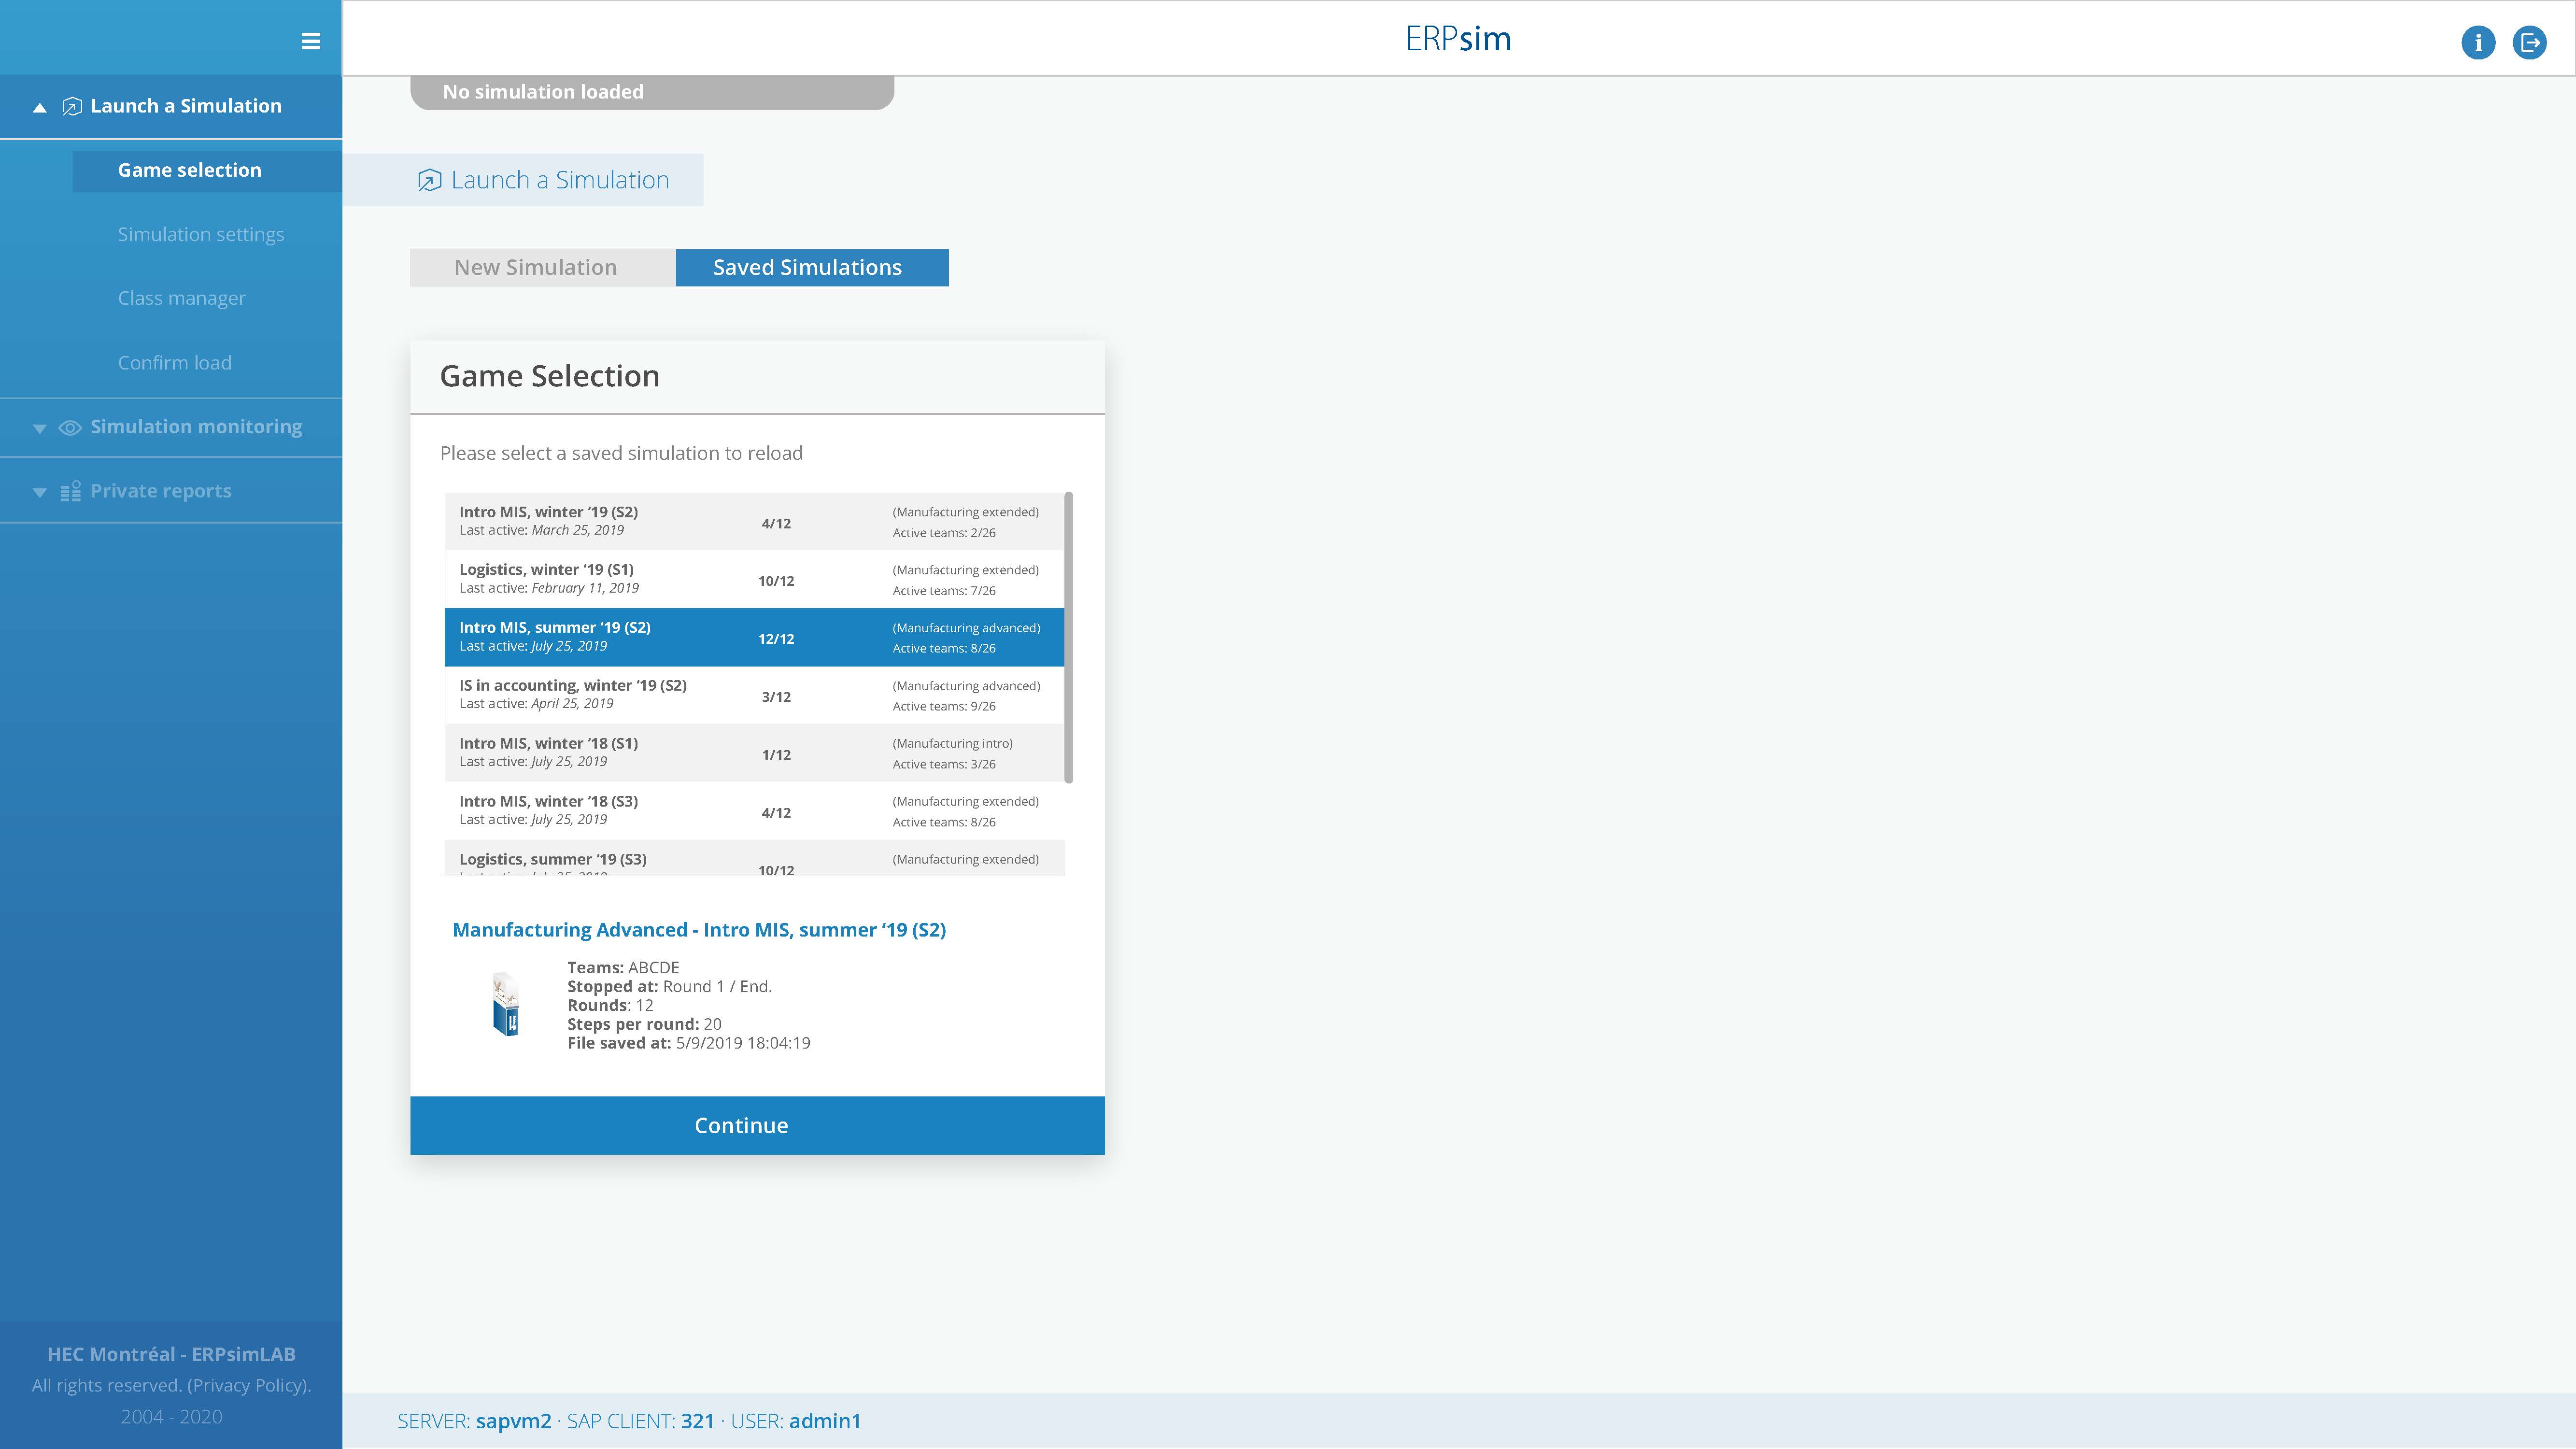 ERPsim
i
Launch a Simulation
Game selection
Simulation settings
Class manager
Confirm load
Simulation monitoring
Private reports
HEC Montréal - ERPsimLAB
All rights reserved. (Privacy Policy).
2004 - 2020
No simulation loaded
Launch a Simulation
New Simulation
Saved Simulations
Game Selection
Please select a saved simulation to reload
Intro MIS, winter ‘19 (S2)
Last active: March 25, 2019
4/12
(Manufacturing extended)
Active teams: 2/26
Logistics, winter ‘19 (S1)
Last active: February 11, 2019
10/12
(Manufacturing extended)
Active teams: 7/26
Intro MIS, summer ‘19 (S2)
Last active: July 25, 2019
12/12
(Manufacturing advanced)
Active teams: 8/26
IS in accounting, winter ‘19 (S2)
Last active: April 25, 2019
3/12
(Manufacturing advanced)
Active teams: 9/26
Intro MIS, winter ‘18 (S1)
Last active: July 25, 2019
1/12
(Manufacturing intro)
Active teams: 3/26
Intro MIS, winter ‘18 (S3)
Last active: July 25, 2019
4/12
(Manufacturing extended)
Active teams: 8/26
Logistics, summer ‘19 (S3)
Last active: July 25, 2019
10/12
(Manufacturing extended)
Manufacturing Advanced - Intro MIS, summer ‘19 (S2)
Teams: ABCDE
Stopped at: Round 1 / End.
Rounds: 12
Steps per round: 20
File saved at: 5/9/2019 18:04:19
Continue
SERVER: sapvm2 · SAP CLIENT: 321 · USER: admin1